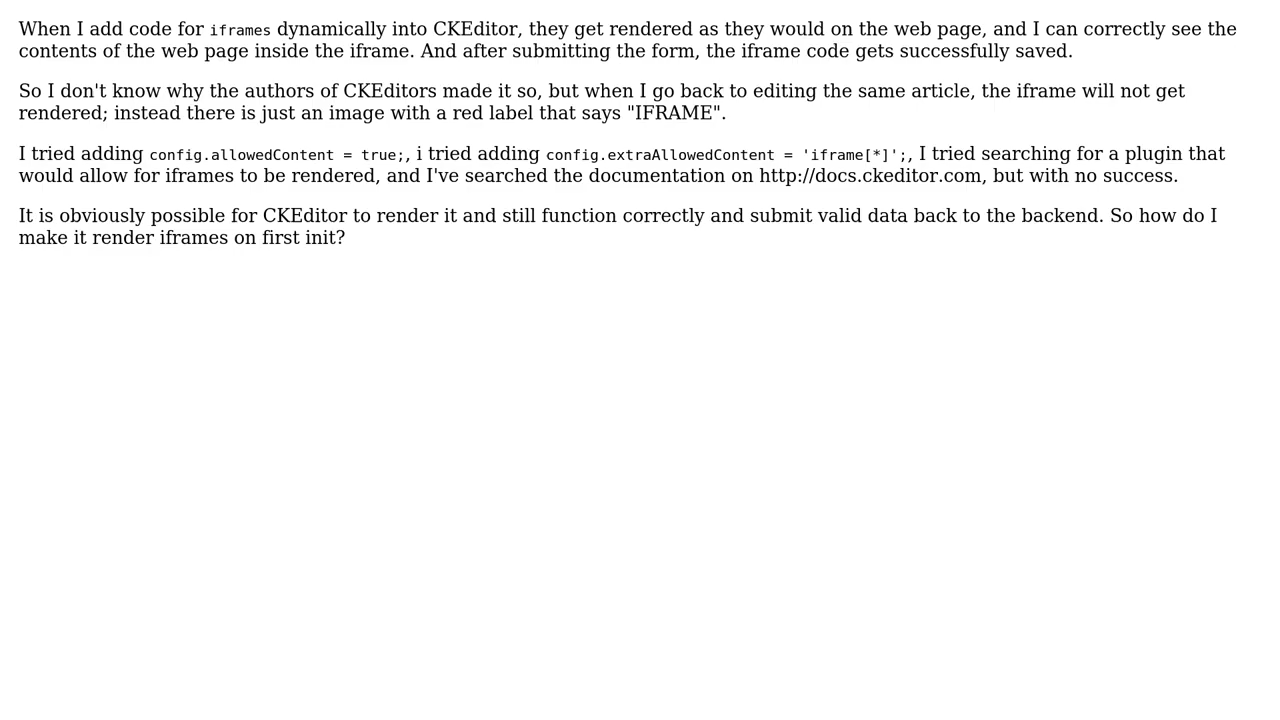 When I add code for iframes dynamically into CKEditor, they get rendered as they would on the web page, and I can correctly see the
contents of the web page inside the iframe. And after submitting the form, the iframe code gets successfully saved.
So I don't know why the authors of CKEditors made it so, but when I go back to editing the same article, the iframe will not get
rendered; instead there is just an image with a red label that says "IFRAME".
I tried adding config.allowedContent = true;, i tried adding config.extraAllowedContent = 'iframe[*]';, I tried searching for a plugin that
would allow for iframes to be rendered, and I've searched the documentation on http://docs.ckeditor.com, but with no success.
It is obviously possible for CKEditor to render it and still function correctly and submit valid data back to the backend. So how do I
make it render iframes on first init?